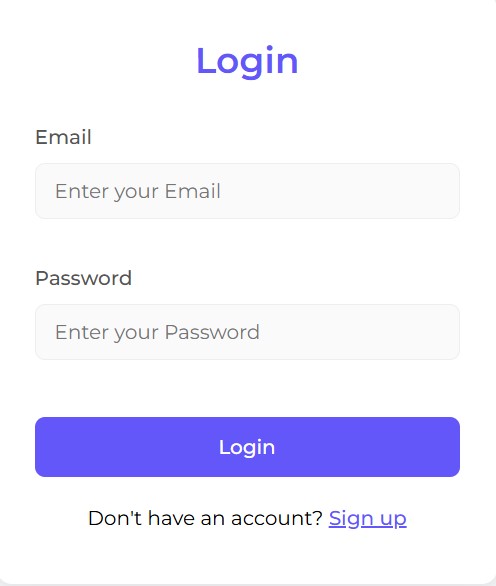 Login
Email
Enter your Email
Password
Enter your Password
Login
Don't have an account? Sign up